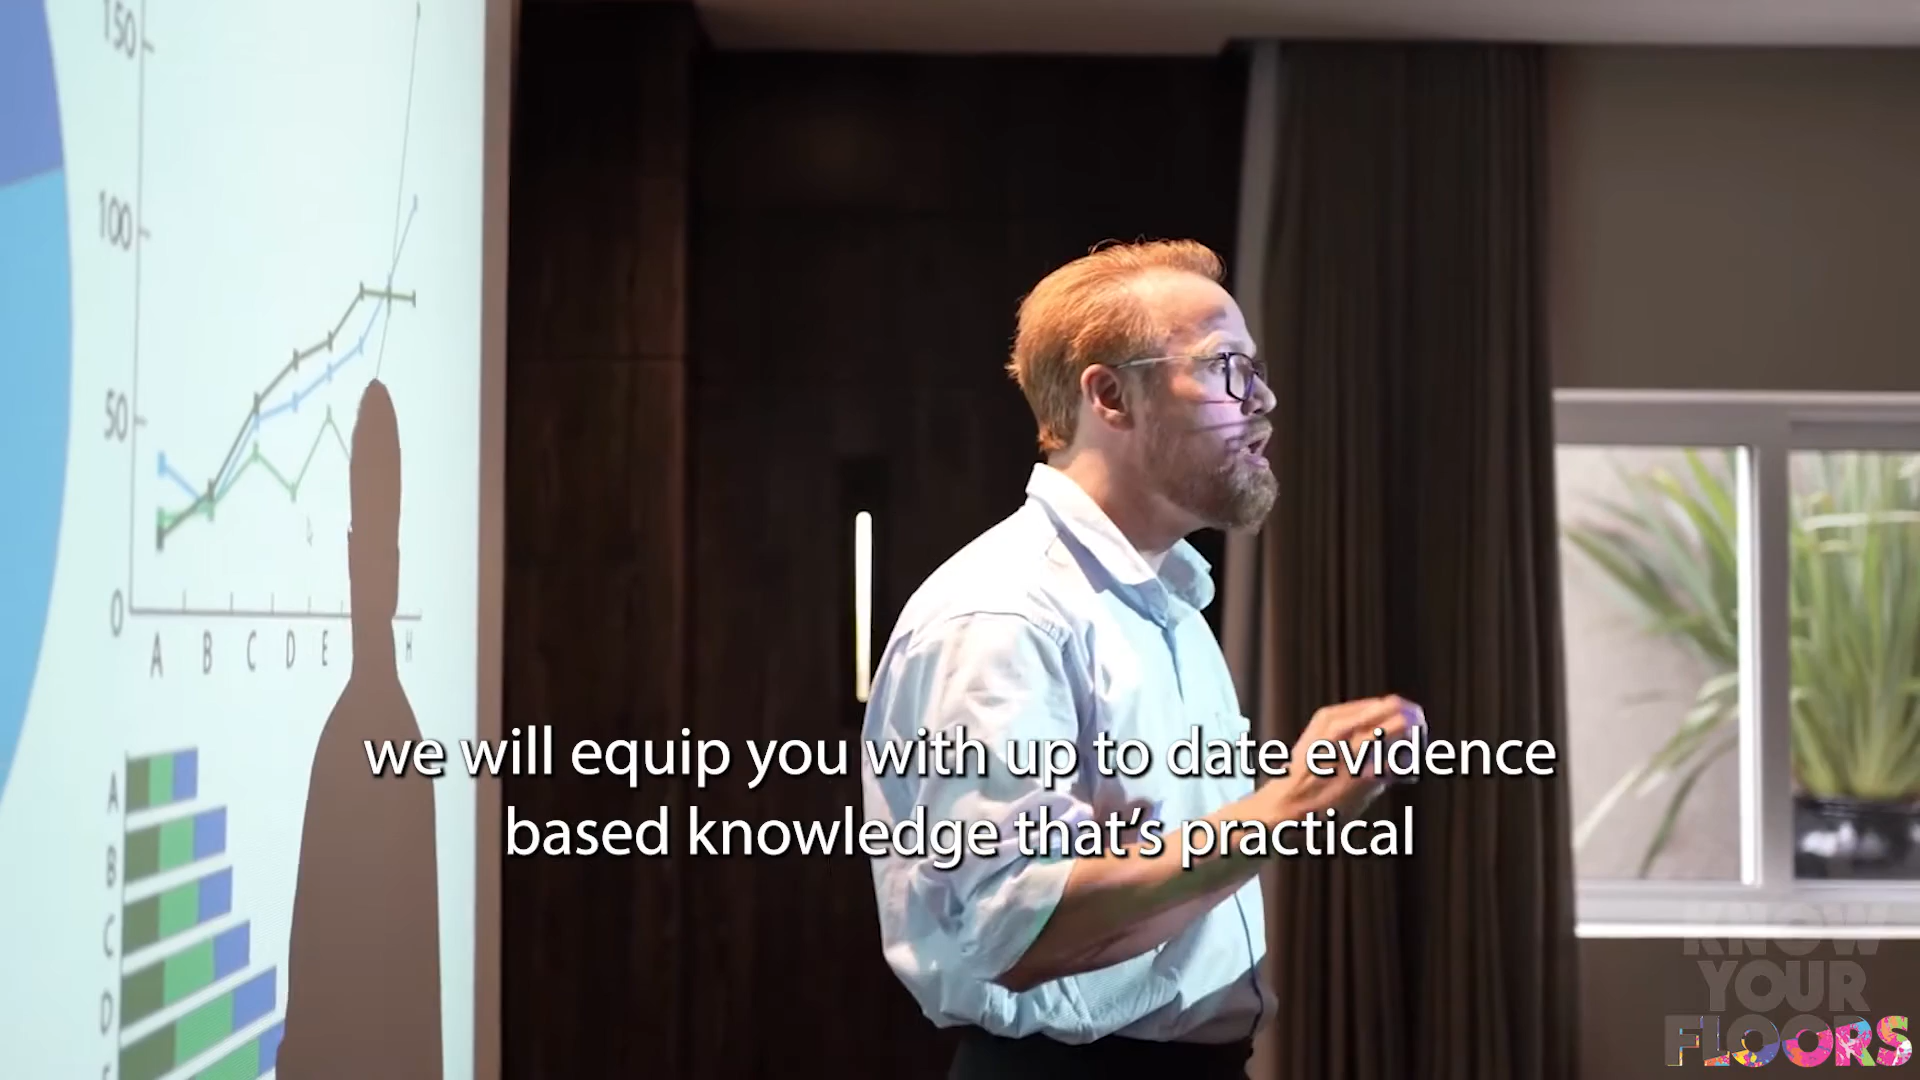 150
100
50
0
A B C D E H
A
B
C
D
we will equip you with up to date evidence
based knowledge that's practical
KNOW
YOUR
FLOORS